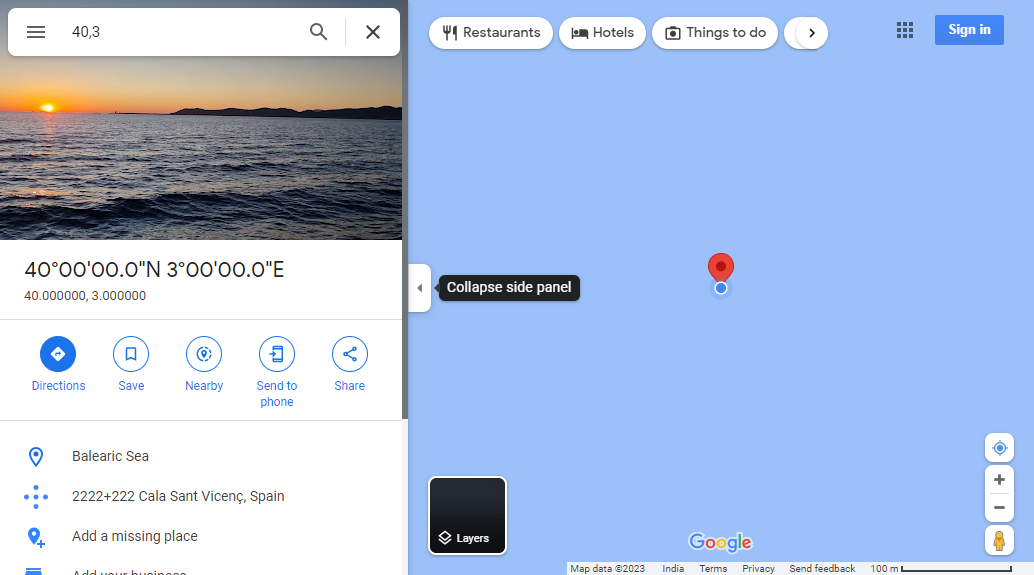 40,3
Restaurants
Hotels
Things to do
Sign in
40°00'00.0"N 3°00'00.0"E
40.000000, 3.000000
Collapse side panel
Directions
Save
Nearby
Send to
phone
Share
Balearic Sea
2222+222 Cala Sant Vicenç, Spain
Add a missing place
Add your business
Layers
Google
Map data ©2023 India Terms Privacy Send feedback 100 m